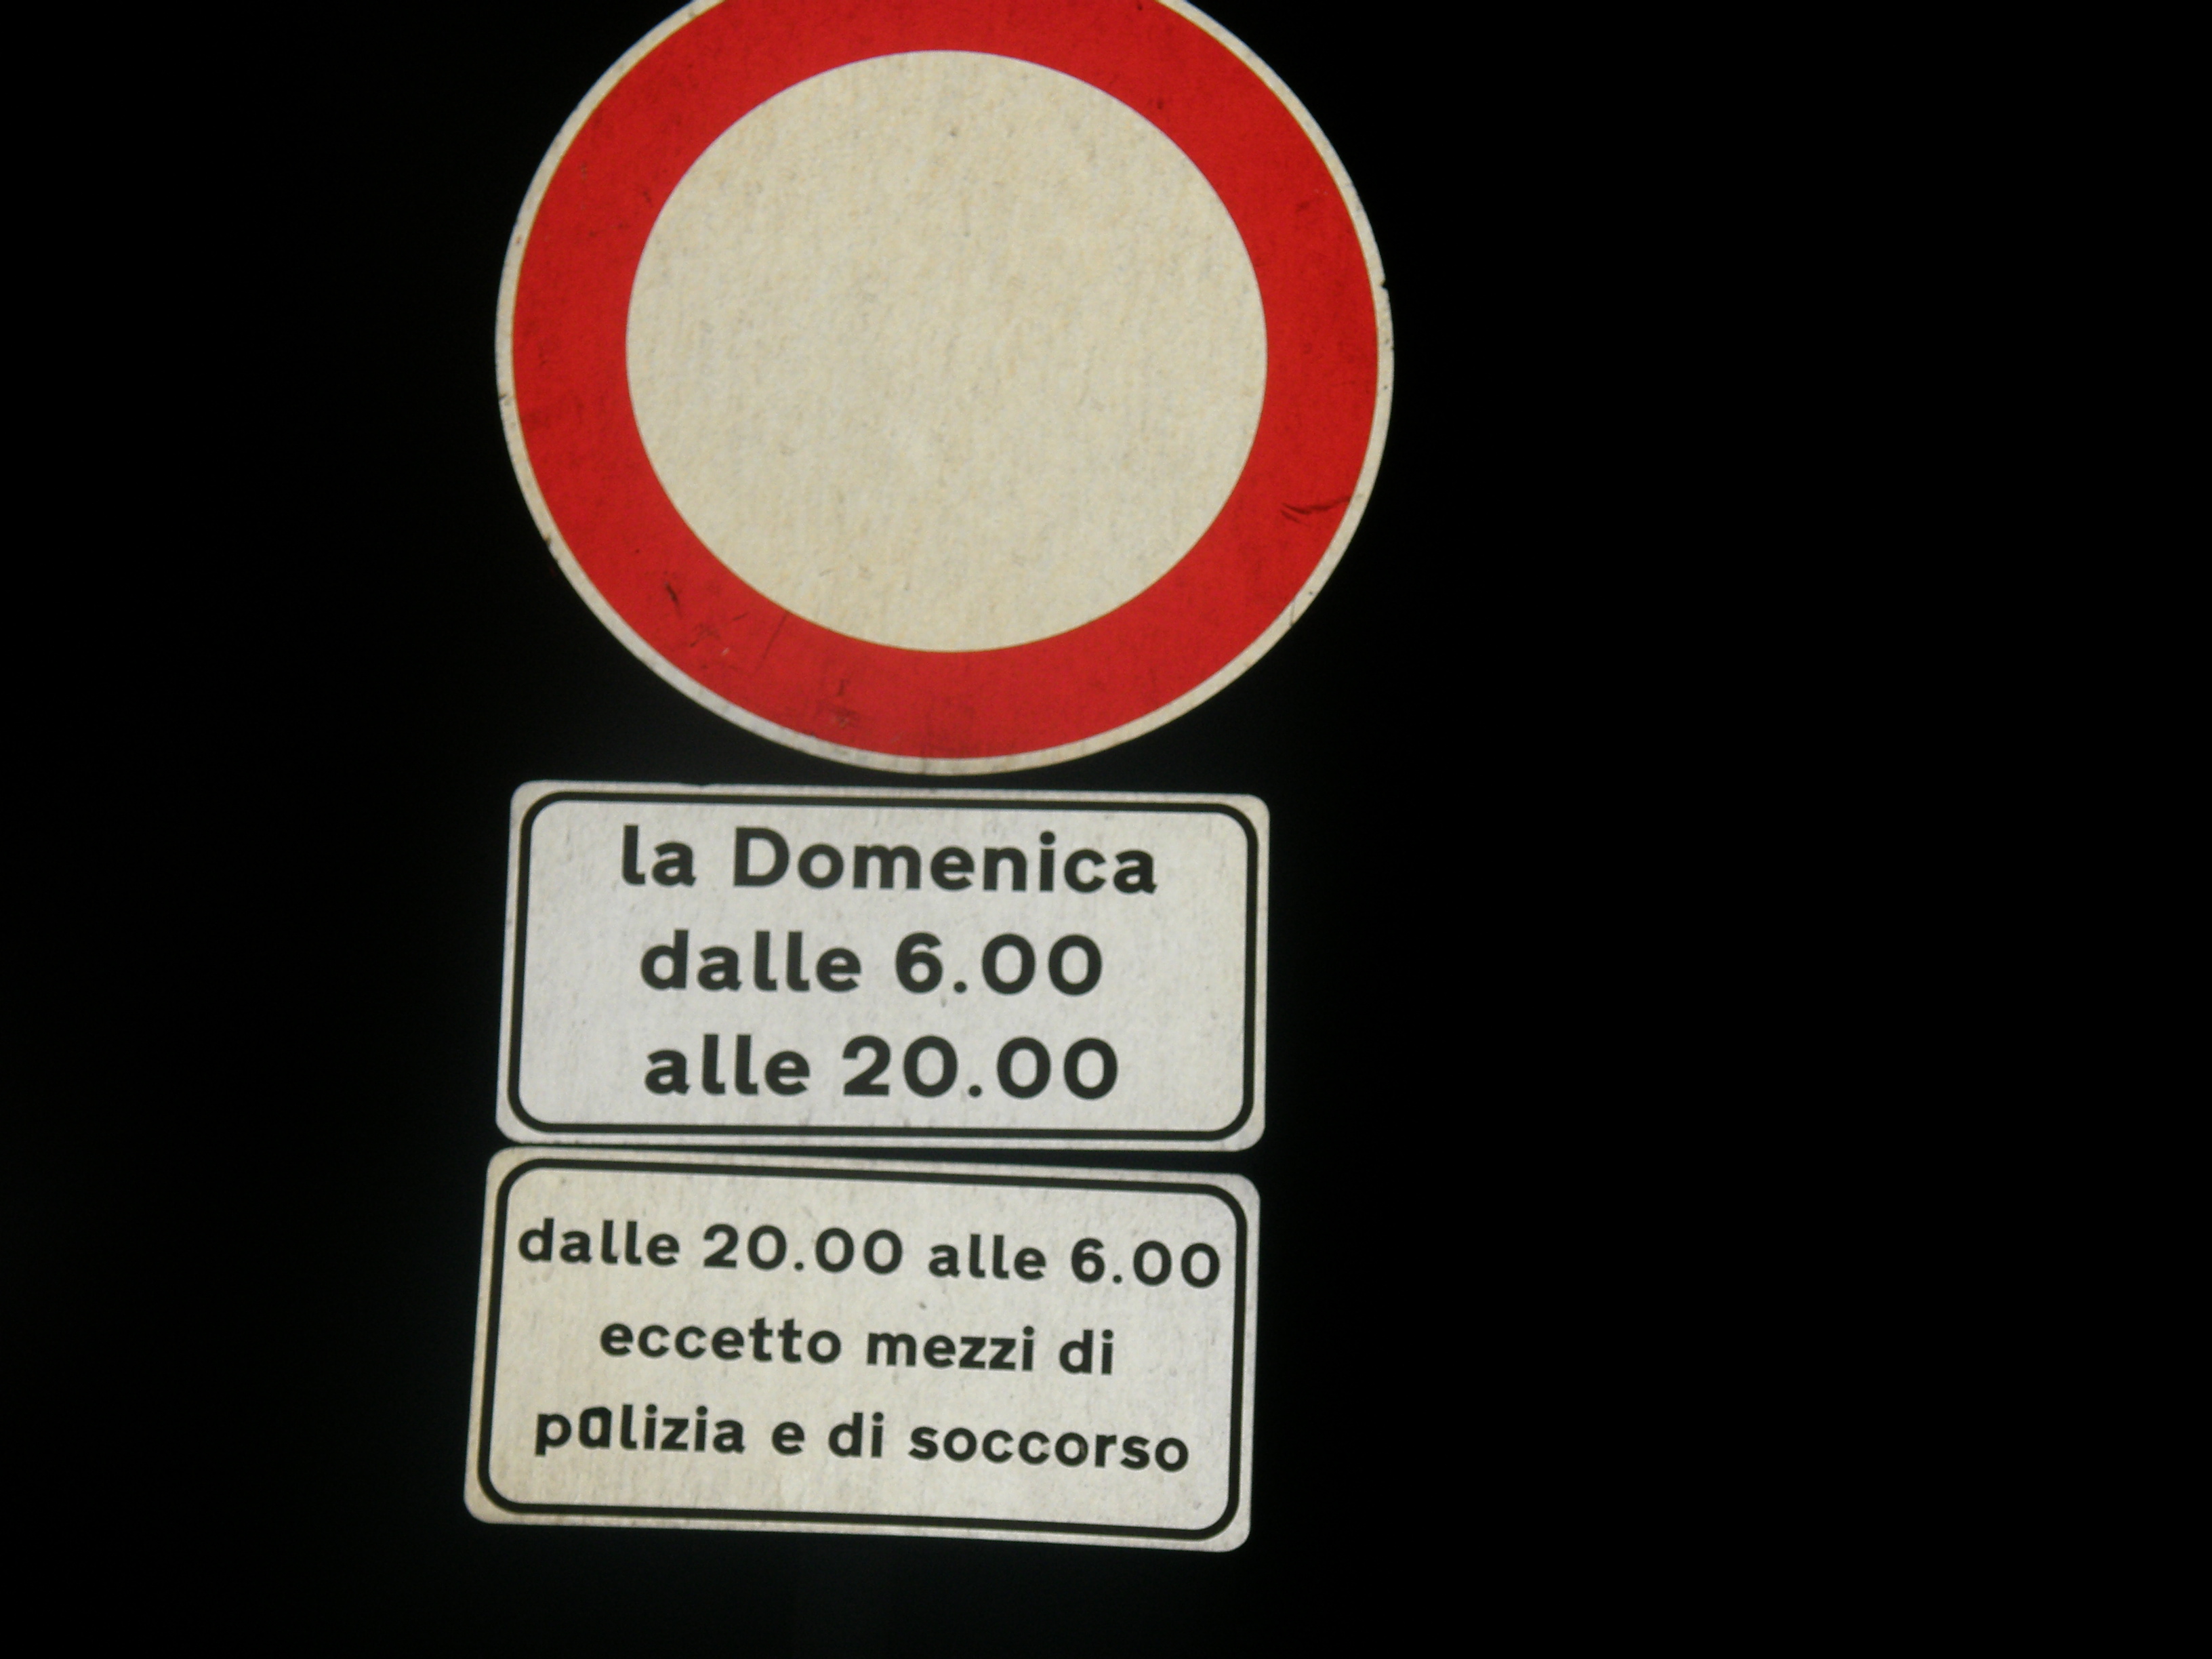 la Domenica
dalle 6.00
alle 20.00
dalle 20.00 alle 6.00
eccetto mezzi di
palizia e di soccorso